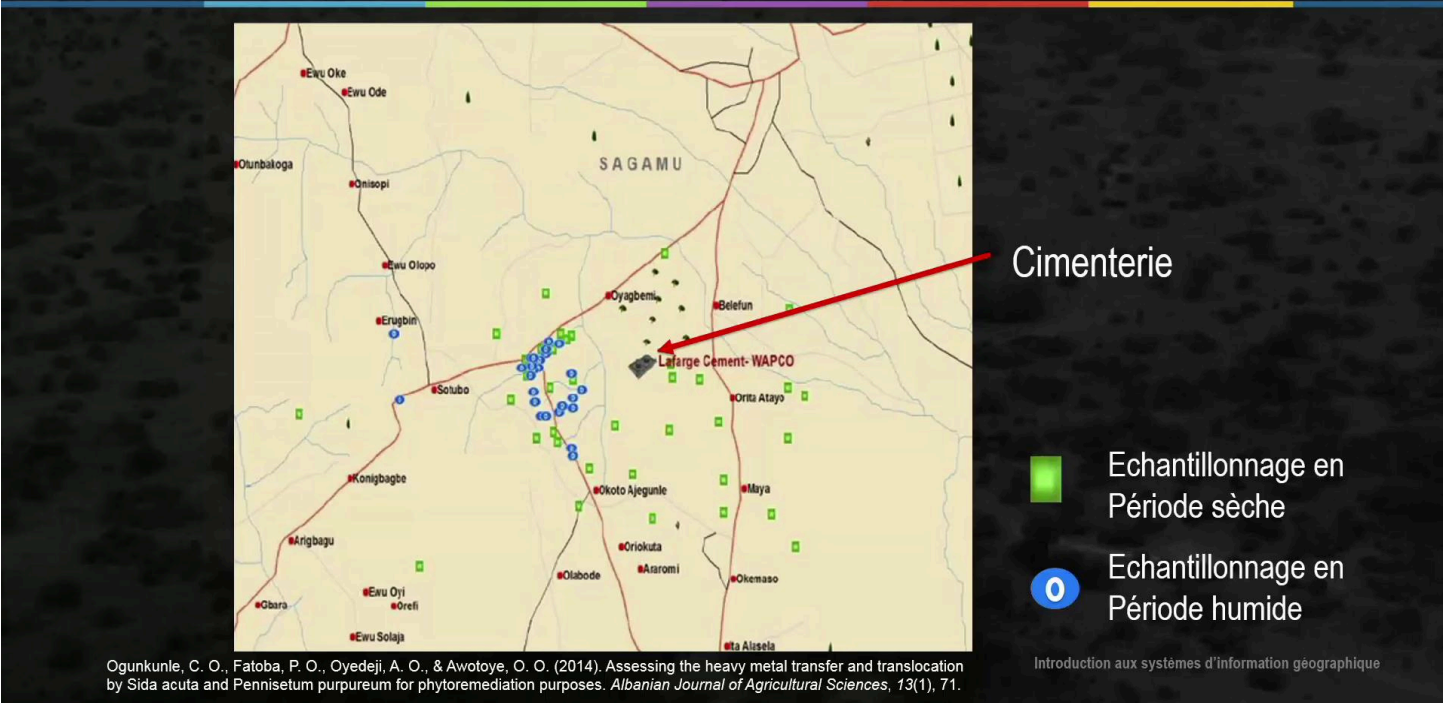 Ewu Oke
Ewu Ode
Otunbakoga
SAGAMU
Onisopi
Ewu Olopo
Oyagbemi
Belefun
Cimenterie
Erugbin
Lafarge Cement- WAPCO
Sotubo
Orita Atayo
Konigbagbe
Okoto Ajegunle
Maya
Echantillonnage en
Période sèche
Arigbagu
Oriokuta
Araromi
Olabode
Okemaso
Echantillonnage en
Période humide
Ewu Oyi
Gbara
Orefi
Ewu Solaja
Ita Alasela
Ogunkunle, C. O., Fatoba, P. O., Oyedeji, A. O., & Awotoye, O. O. (2014). Assessing the heavy metal transfer and translocation
by Sida acuta and Pennisetum purpureum for phytoremediation purposes. Albanian Journal of Agricultural Sciences, 13(1), 71.
Introduction aux systèmes d'information géographique